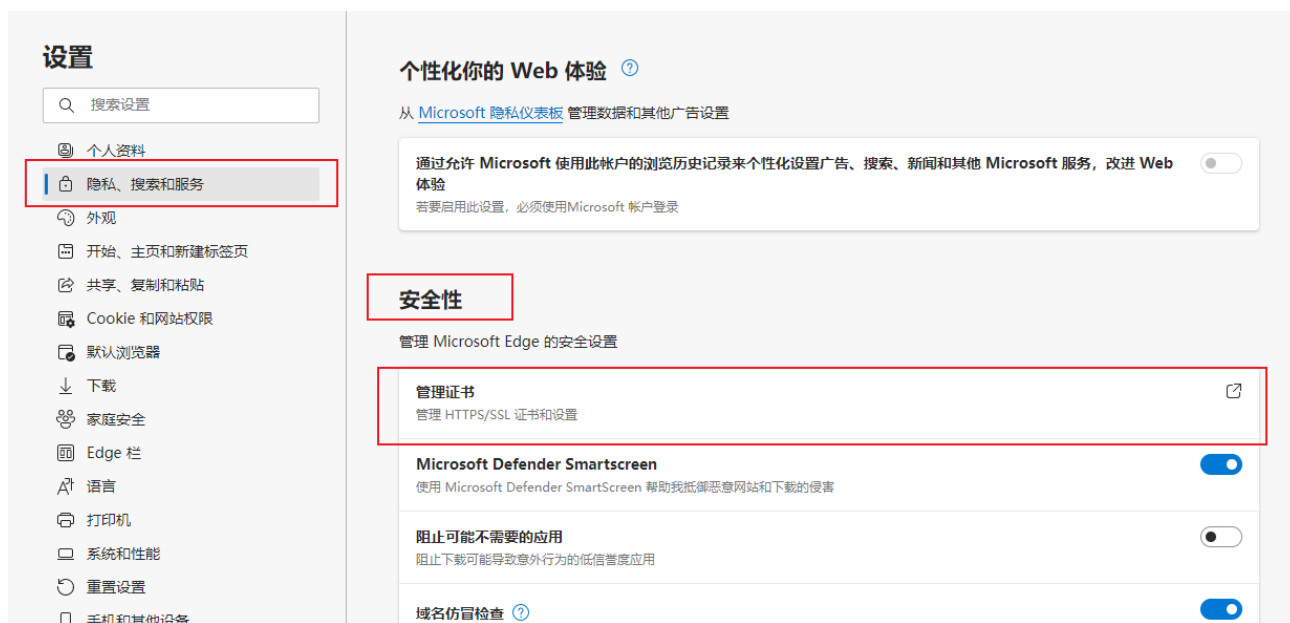 设置
搜索设置
个人资料
隐私、搜索和服务
外观
开始、主页和新建标签页
共享、复制和粘贴
Cookie 和网站权限
默认浏览器
下载
家庭安全
Edge 栏
语言
打印机
系统和性能
重置设置
手机和其他设备
个性化你的 Web 体验
从 Microsoft 隐私仪表板 管理数据和其他广告设置
通过允许 Microsoft 使用此帐户的浏览历史记录来个性化设置广告、搜索、新闻和其他 Microsoft 服务，改进 Web
体验
若要启用此设置，必须使用Microsoft 帐户登录
安全性
管理 Microsoft Edge 的安全设置
管理证书
管理 HTTPS/SSL 证书和设置
Microsoft Defender Smartscreen
使用 Microsoft Defender SmartScreen 帮助我抵御恶意网站和下载的侵害
阻止可能不需要的应用
阻止下载可能导致意外行为的低信誉度应用
域名仿冒检查